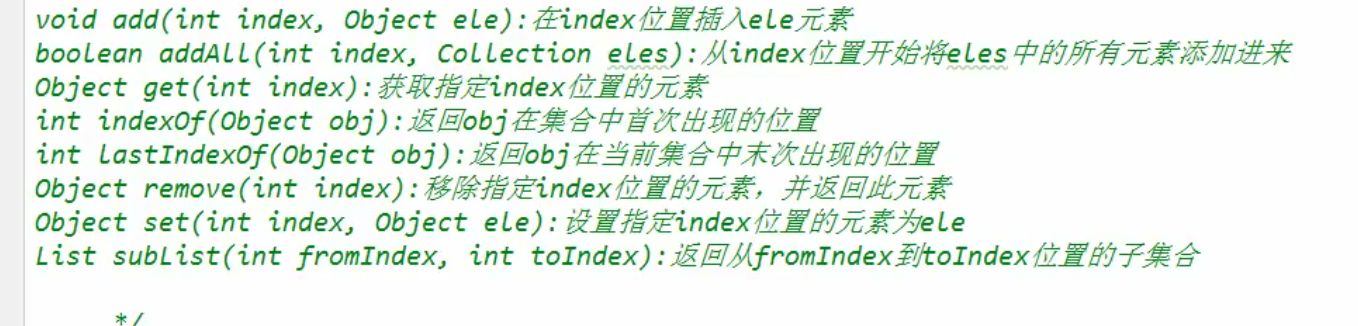 void add(int index, Object ele):在index位置插入ele元素
boolean addAll(int index, Collection eles):从index位置开始将eles中的所有元素添加进来
Object get(int index):获取指定index位置的元素
int indexOf(Object obj):返回obj在集合中首次出现的位置
int lastIndexOf(Object obj):返回obj在当前集合中末次出现的位置
Object remove(int index):移除指定index位置的元素，并返回此元素
Object set(int index, Object ele):设置指定index位置的元素为ele
List subList(int fromIndex, int toIndex):返回从fromIndex到toIndex位置的子集合
*/